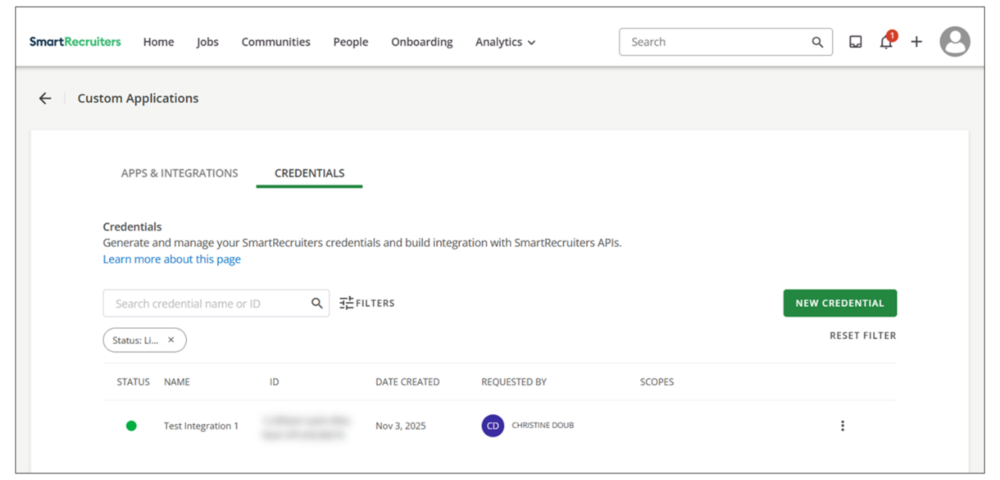 SmartRecruiters Home Jobs Communities People Onboarding Analytics Search 1
Custom Applications
APPS & INTEGRATIONS CREDENTIALS
Credentials
Generate and manage your SmartRecruiters credentials and build integration with SmartRecruiters APIs.
Learn more about this page
Search credential name or ID FILTERS NEW CREDENTIAL
Status: Li... × RESET FILTER
STATUS NAME ID DATE CREATED REQUESTED BY SCOPES
Test Integration 1 Nov 3, 2025 CD CHRISTINE DOUB